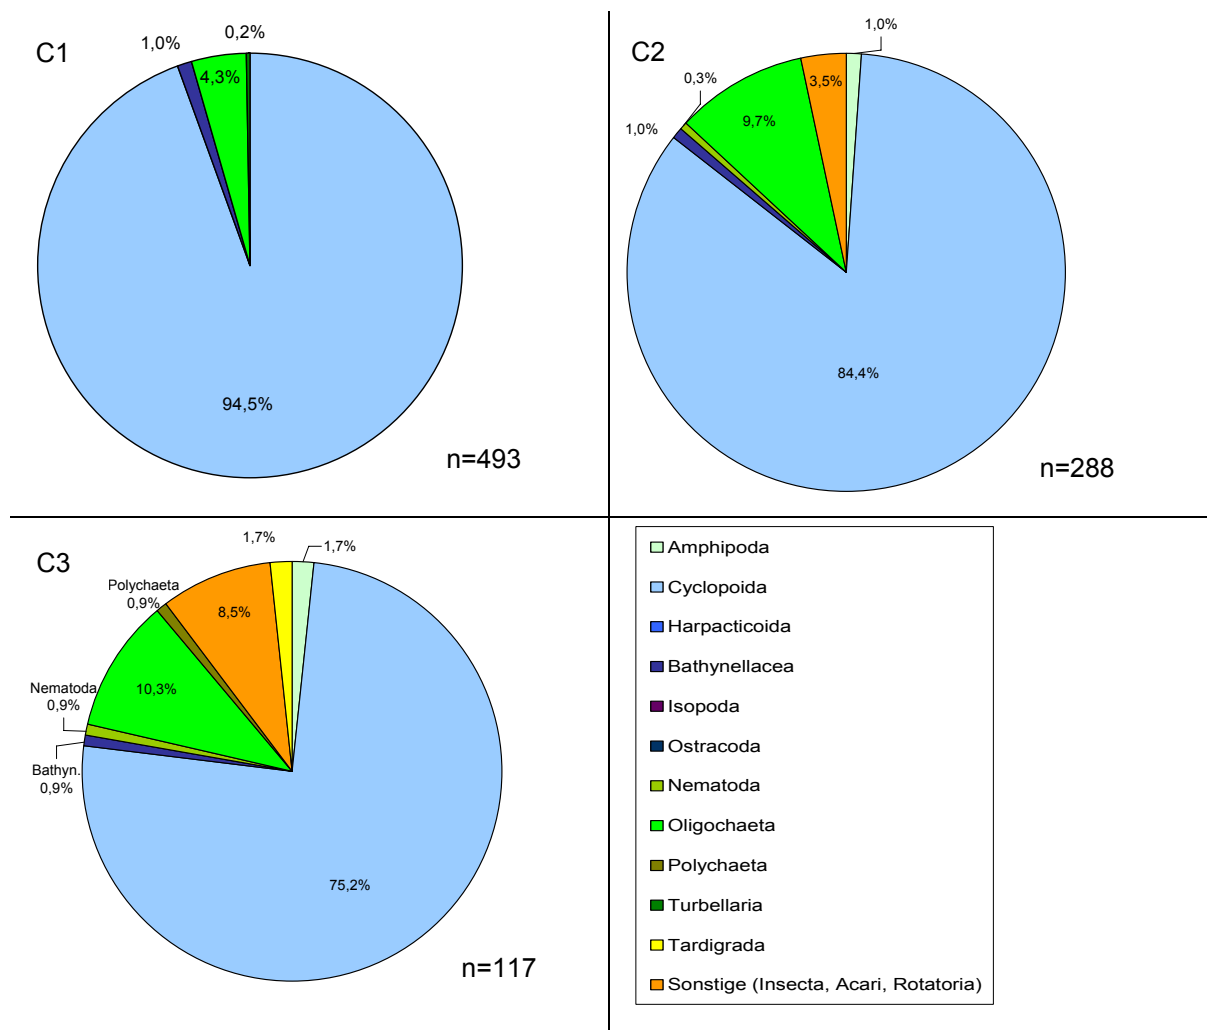 C1
1,0%
0,2%
4,3%
94,5%
n=493
C2
1,0%
0,3%
3,5%
9,7%
1,0%
84,4%
n=288
C3
1,7%
1,7%
Polychaeta
0,9%
8,5%
10,3%
Nematoda
0,9%
Bathyn.
0,9%
75,2%
n=117
Amphipoda
Cyclopoida
Harpacticoida
Bathynellacea
Isopoda
Ostracoda
Nematoda
Oligochaeta
Polychaeta
Turbellaria
Tardigrada
Sonstige (Insecta, Acari, Rotatoria)